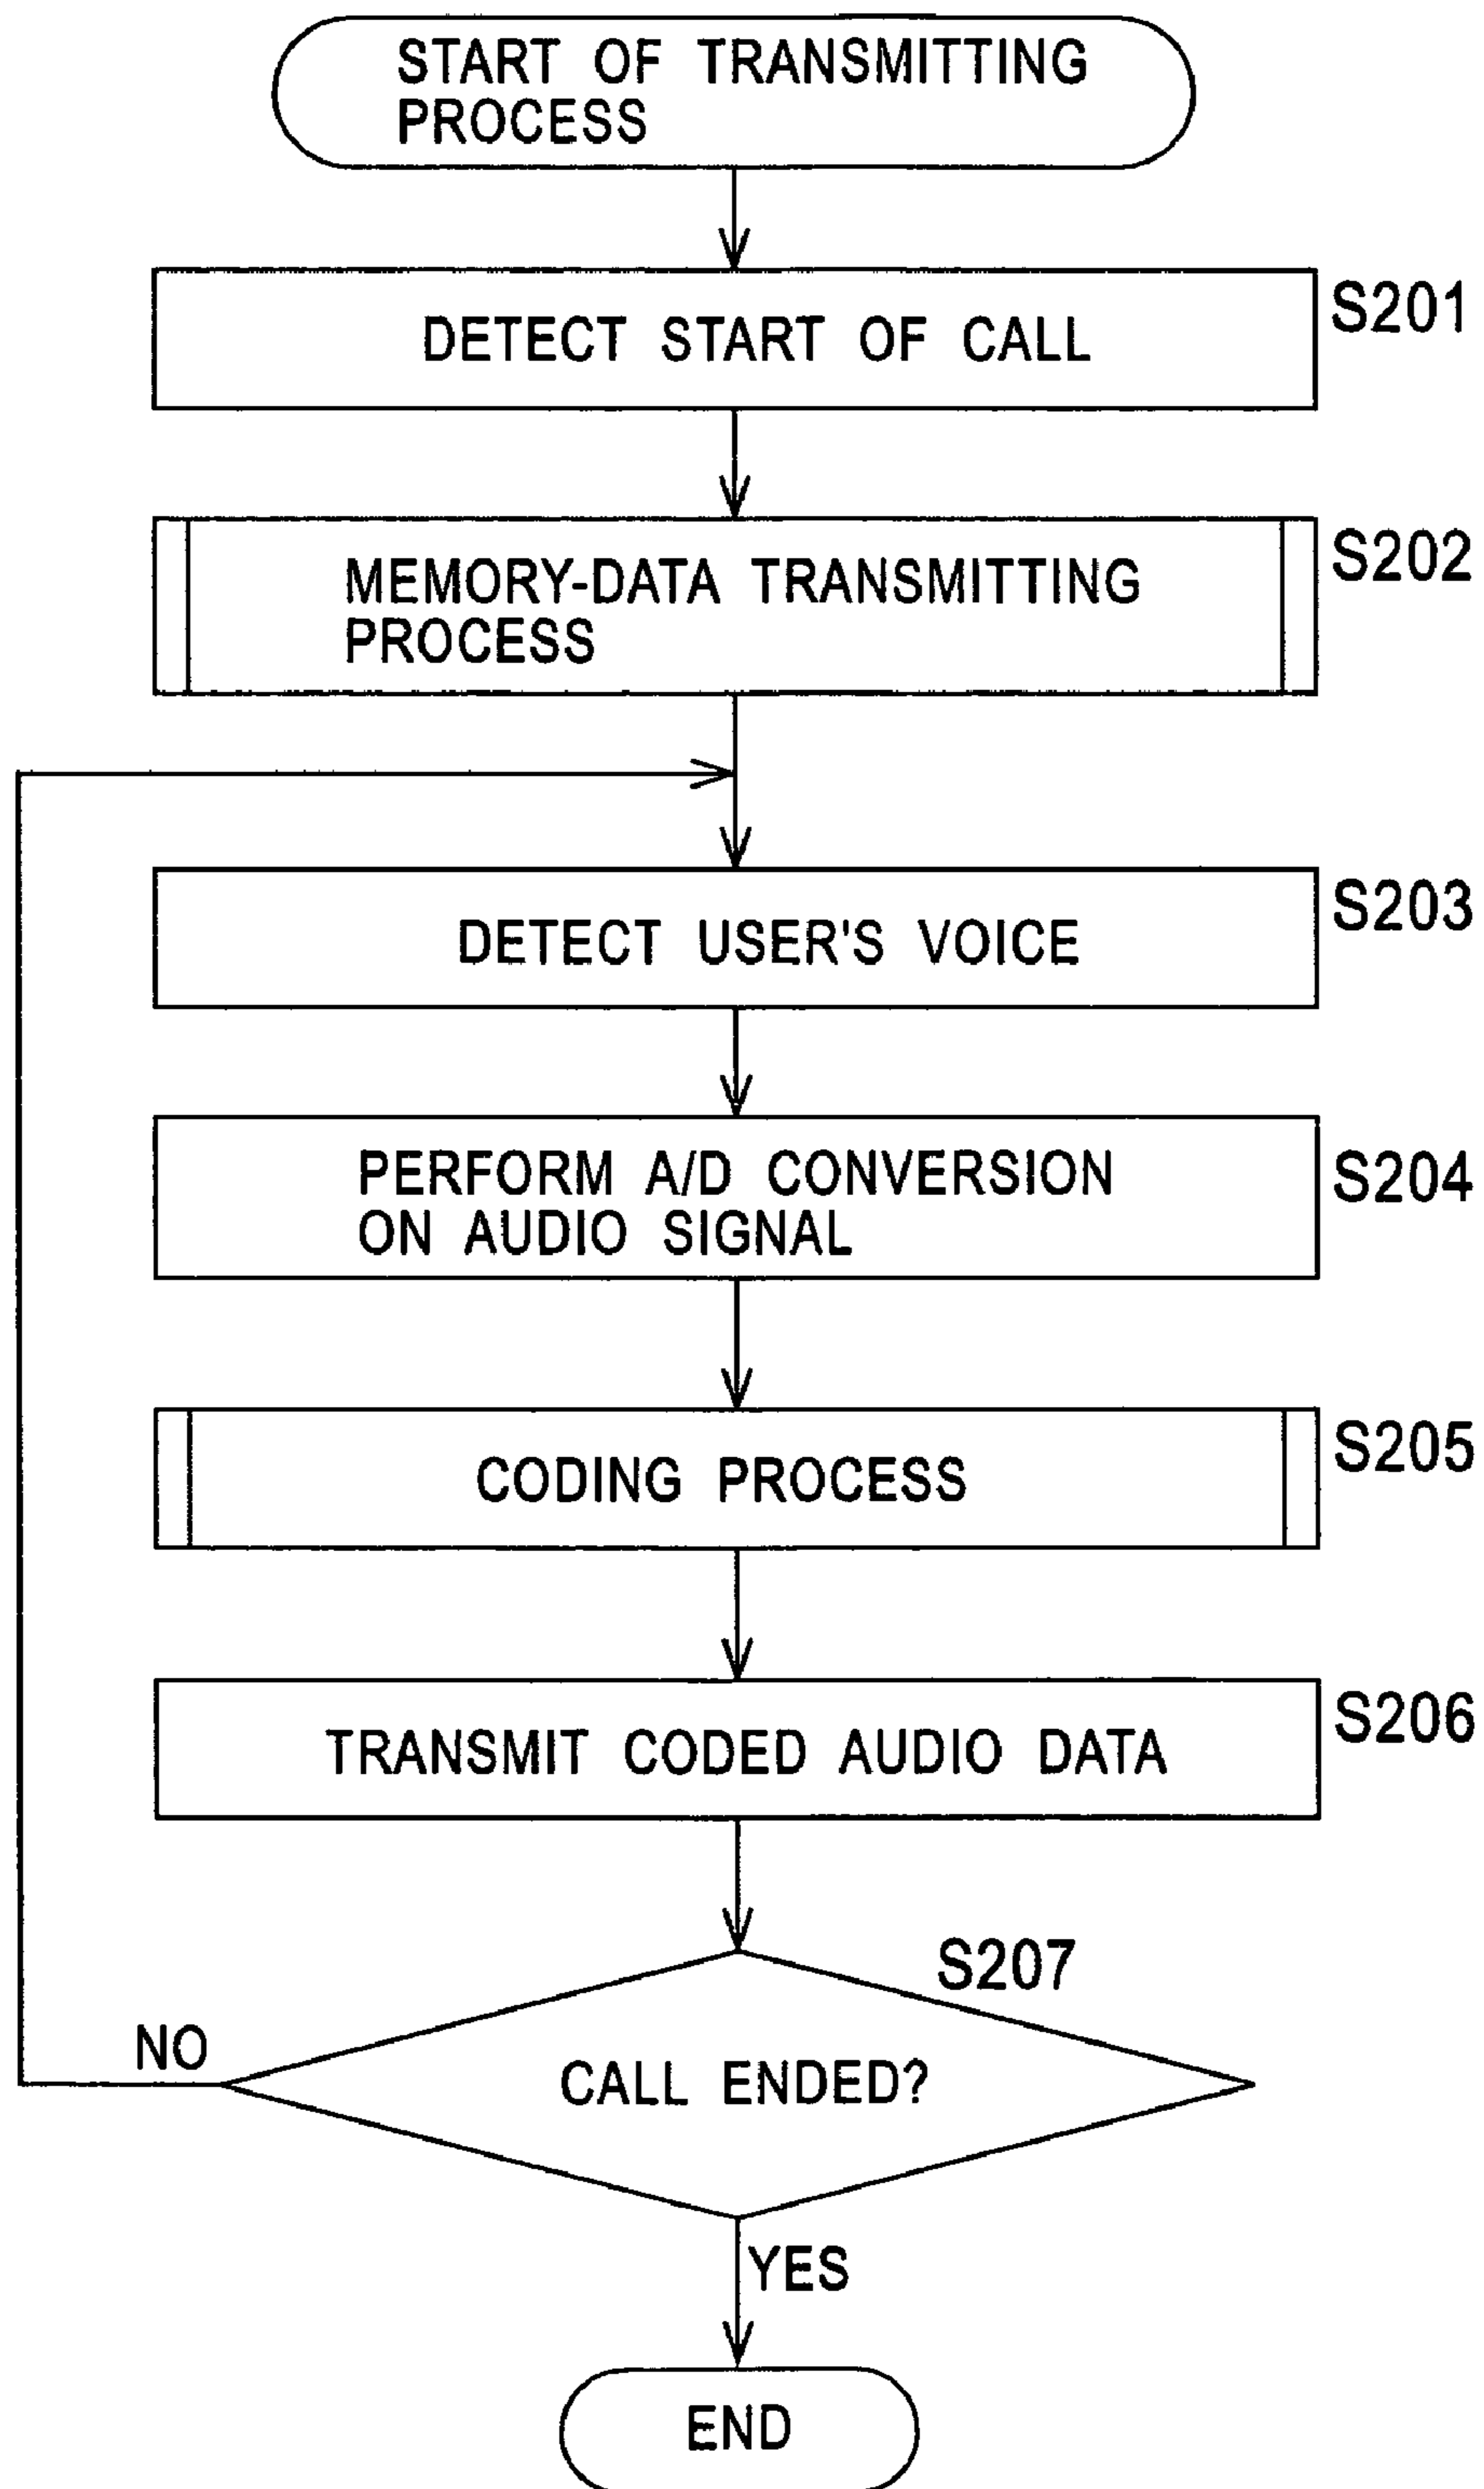 START OF TRANSMITTING
PROCESS
DETECT START OF CALL
S201
MEMORY-DATA TRANSMITTING
PROCESS
S202
DETECT USER'S VOICE
S203
PERFORM A/D CONVERSION
ON AUDIO SIGNAL
S204
CODING PROCESS
S205
TRANSMIT CODED AUDIO DATA
S206
S207
NO
CALL ENDED?
YES
END